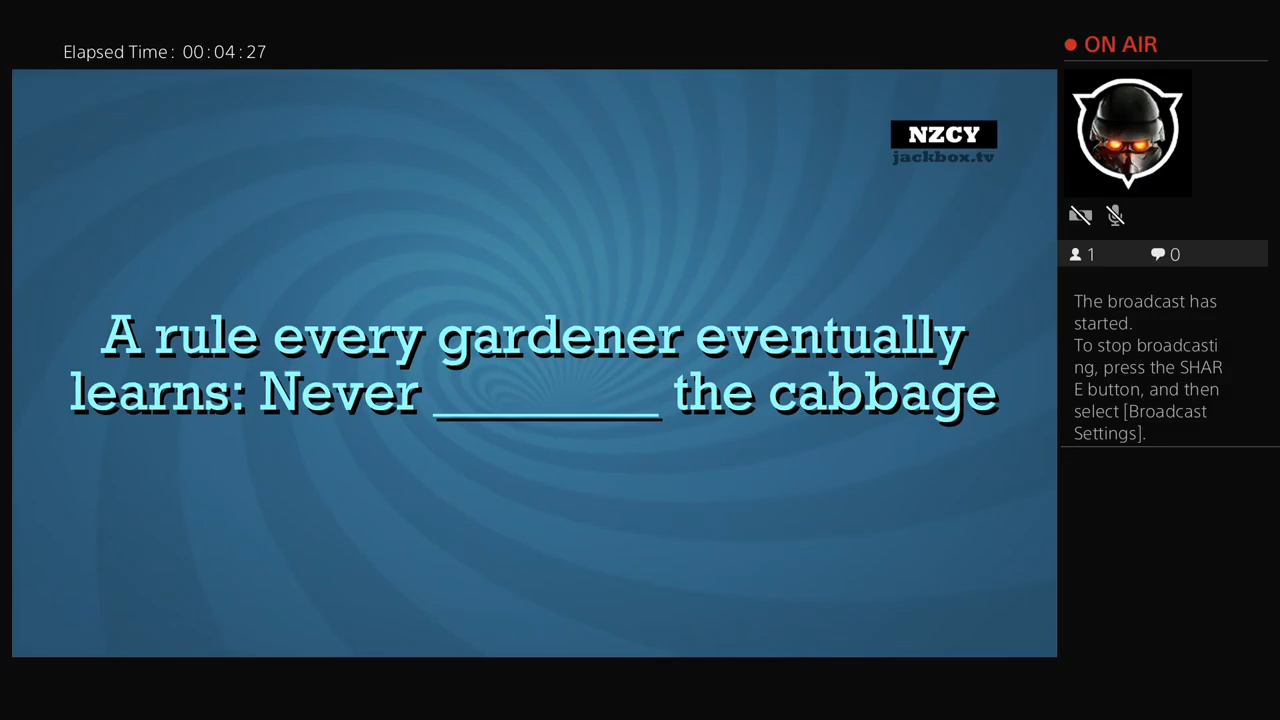 Elapsed Time: 00:04:27
ON AIR
NZCY
jackbox.tv
A rule every gardener eventually
learns: Never ________ the cabbage
1
0
The broadcast has
started.
To stop broadcasti
ng, press the SHAR
E button, and then
select [Broadcast
Settings].